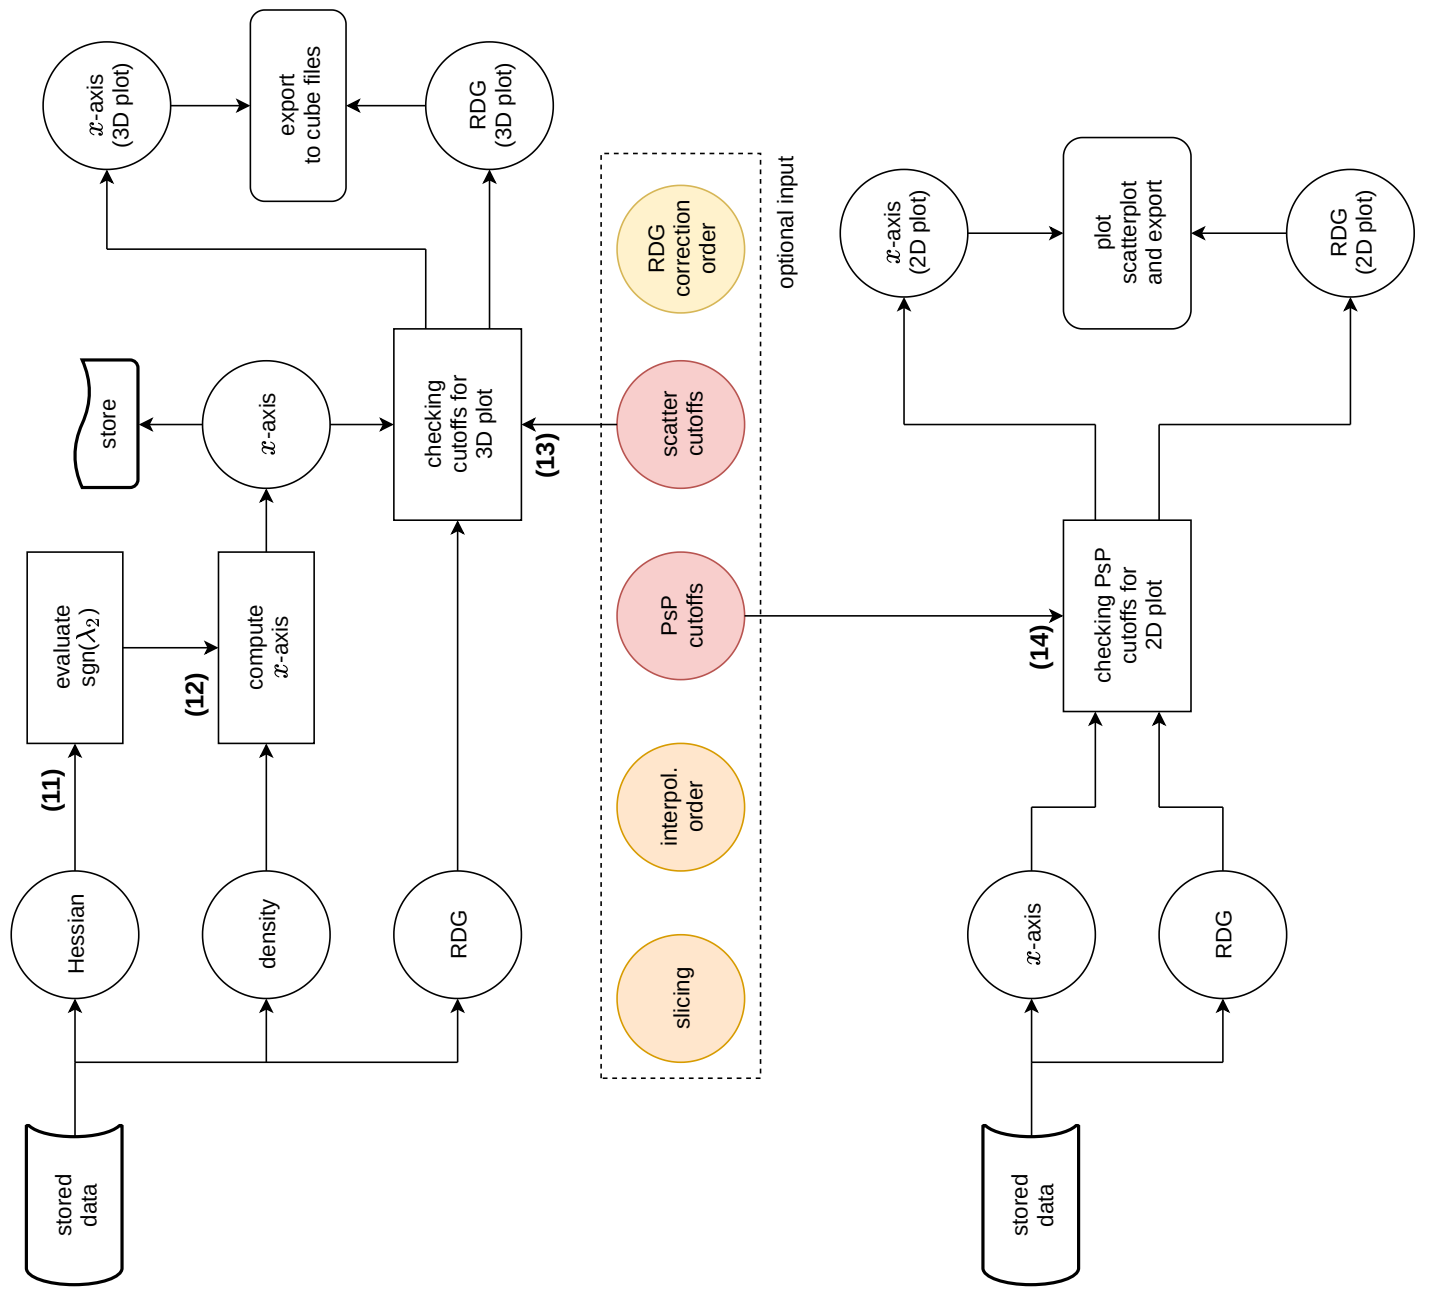 stored
data
Hessian
density
RDG
(11)
evaluate
sgn(λ₂)
(12)
compute
x-axis
x-axis
store
checking
cutoffs for
3D plot
(13)
x-axis
(3D plot)
export
to cube files
RDG
(3D plot)
slicing
interpol.
order
PsP
cutoffs
scatter
cutoffs
RDG
correction
order
optional input
stored
data
x-axis
RDG
(14)
checking PsP
cutoffs for
2D plot
x-axis
(2D plot)
plot
scatterplot
and export
RDG
(2D plot)